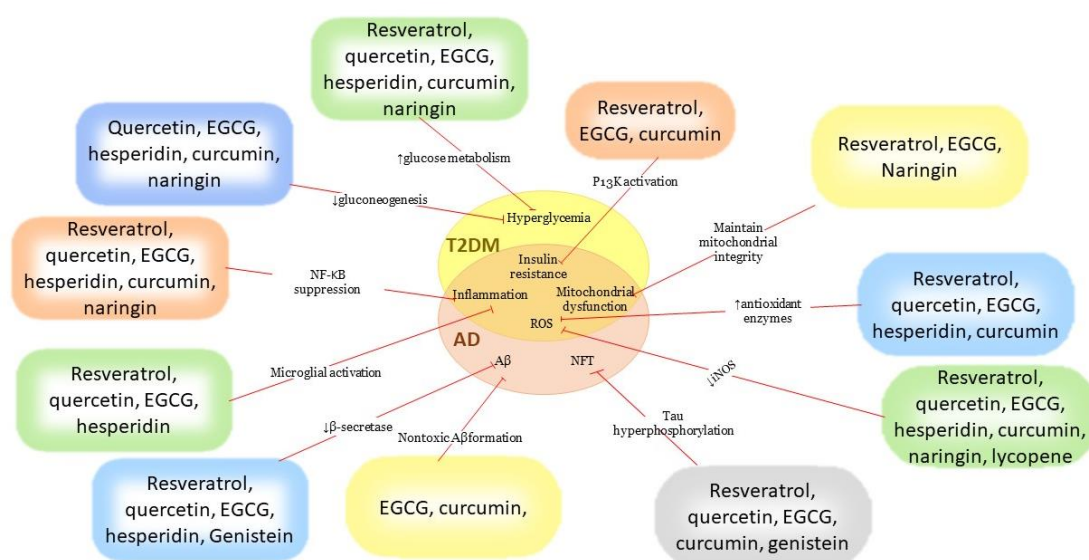 Resveratrol,
quercetin, EGCG,
hesperidin, curcumin,
naringin
Resveratrol,
EGCG, curcumin
Quercetin, EGCG,
hesperidin, curcumin,
naringin
Resveratrol, EGCG,
Naringin
↑glucose metabolism
P13K activation
↓gluconeogenesis
Hyperglycemia
T2DM
Maintain
mitochondrial
integrity
Resveratrol,
quercetin, EGCG,
hesperidin, curcumin,
naringin
Insulin
resistance
NF-κB
suppression
Inflammation
Mitochondrial
dysfunction
ROS
↑antioxidant
enzymes
Resveratrol,
quercetin, EGCG,
hesperidin, curcumin
AD
Aβ
NFT
Microglial activation
↓iNOS
Resveratrol,
quercetin, EGCG,
hesperidin
Resveratrol,
quercetin, EGCG,
hesperidin, curcumin,
naringin, lycopene
↓β-secretase
Nontoxic Aβformation
Tau
hyperphosphorylation
Resveratrol,
quercetin, EGCG,
hesperidin, Genistein
EGCG, curcumin,
Resveratrol,
quercetin, EGCG,
curcumin, genistein